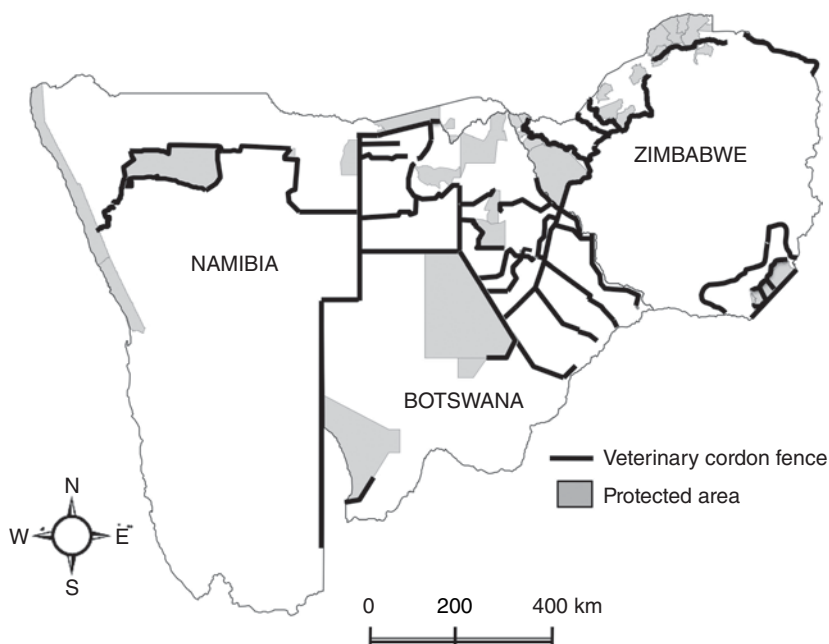 ZIMBABWE
NAMIBIA
BOTSWANA
Veterinary cordon fence
Protected area
N
W E
S
0 200 400 km